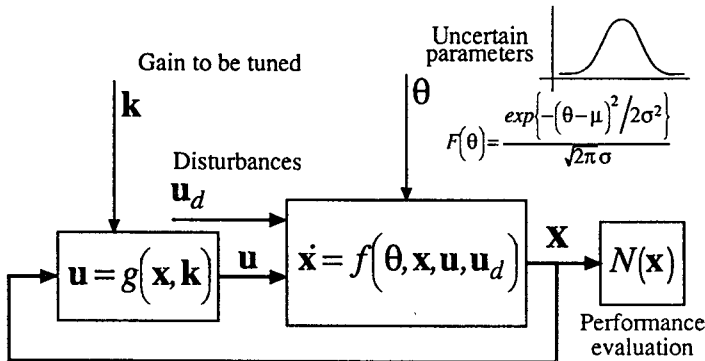 Uncertain
parameters
Gain to be tuned
k
θ
F(θ)=exp{-(θ-μ)²/2σ²}/√2π σ
Disturbances
u_d
u = g(x, k)
u
ẋ = f(θ, x, u, u_d)
x
N(x)
Performance
evaluation